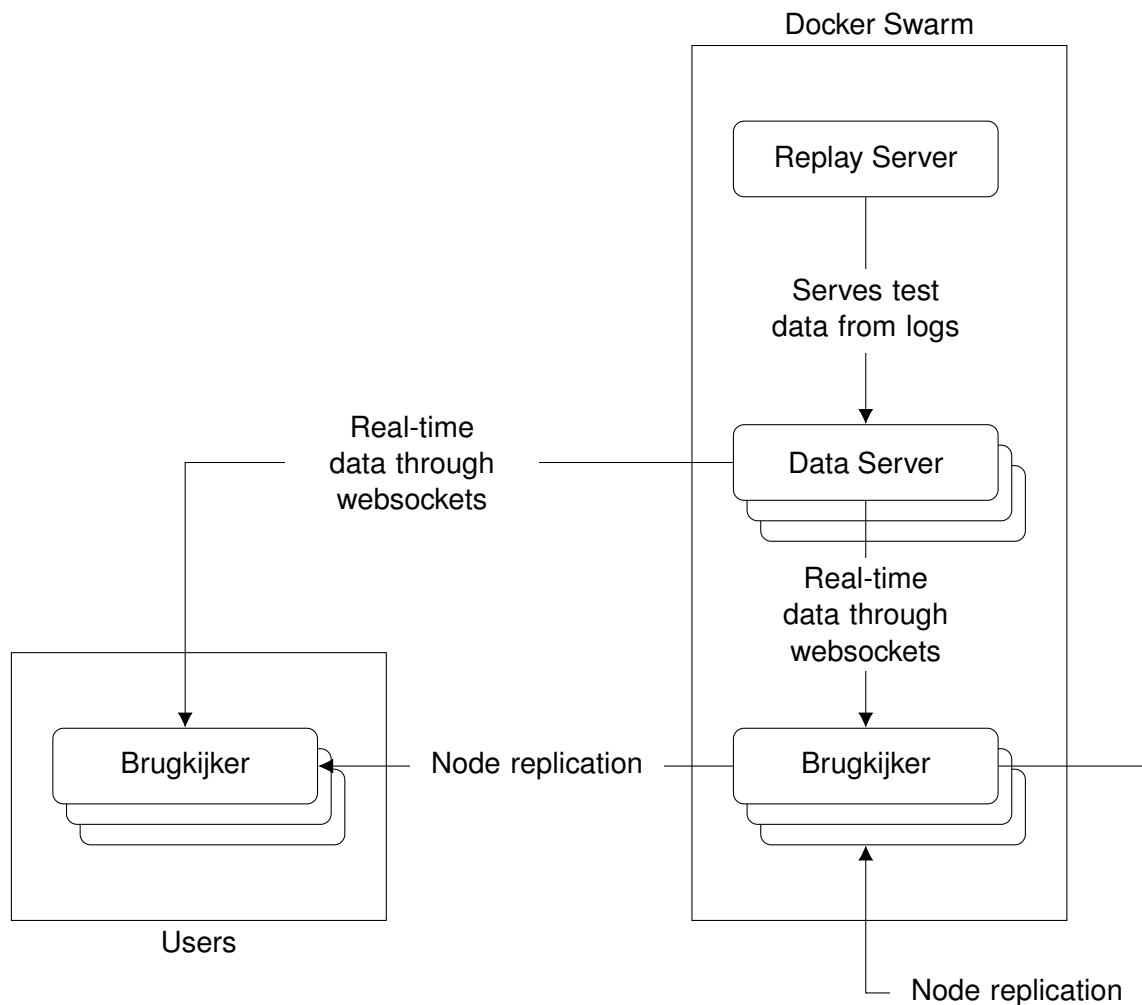 Docker Swarm
Replay Server
Serves test
data from logs
Real-time
data through
websockets
Data Server
Real-time
data through
websockets
Brugkijker
Node replication
Brugkijker
Users
Node replication